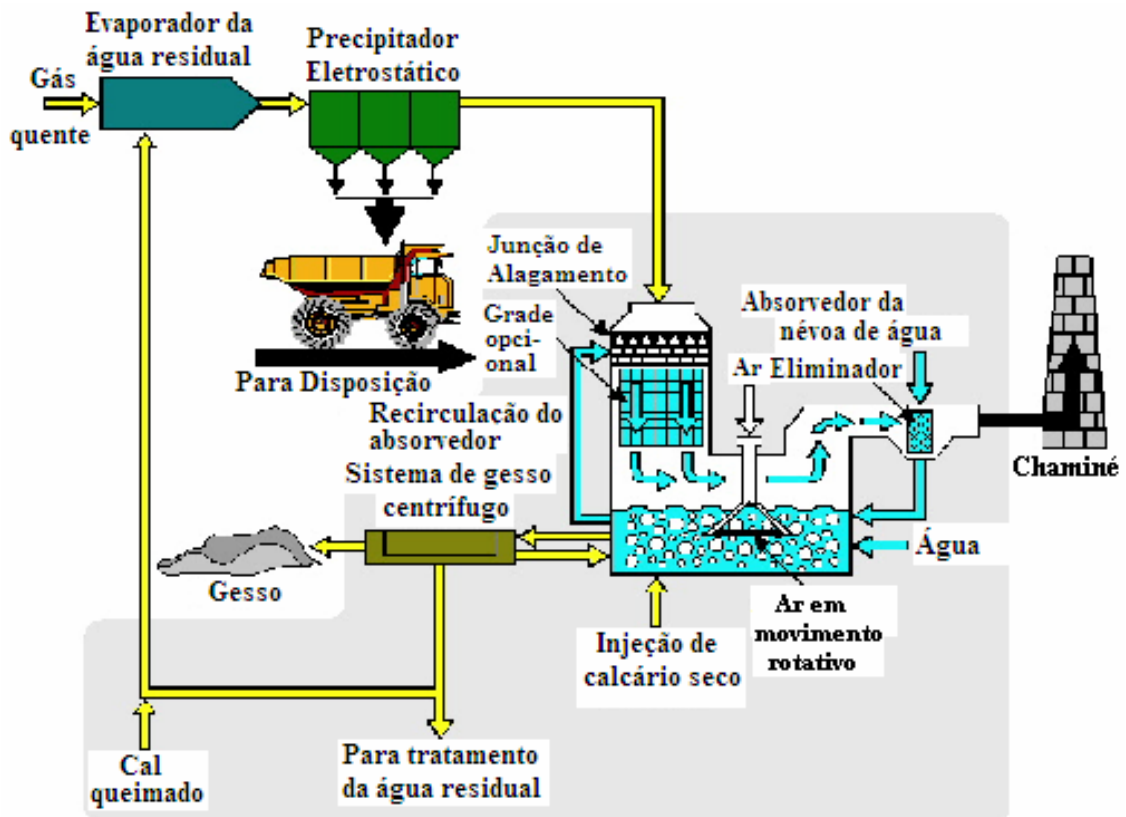 Evaporador da
água residual
Precipitador
Eletrostático
Gás
quente
Junção de
Alagamento
Grade
opci-
onal
Absorvedor da
névoa de água
Ar Eliminador
Para Disposição
Recirculação do
absorvedor
Sistema de gesso
centrífugo
Chaminé
Água
Gesso
Injeção de
calcário seco
Ar em
movimento
rotativo
Cal
queimado
Para tratamento
da água residual